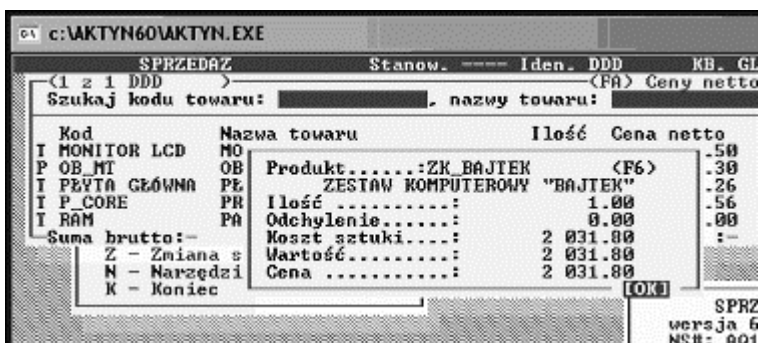 c:\AKTYN60\AKTYN.EXE
SPRZEDAŻ Stanow. ---- Iden. DDD KB. GL
(1 z 1 DDD ) (FA) Ceny netto
Szukaj kodu towaru: , nazwy towaru:
Kod Nazwa towaru Ilość Cena netto
T MONITOR LCD MO .50
P OB_MT OB Produkt......:ZK_BAJTEK (F6) .30
T PŁYTA GŁÓWNA PŁ ZESTAW KOMPUTEROWY "BAJTEK" .26
T P_CORE PR Ilość ..........: 1.00 .56
T RAM PA Odchylenie......: 0.00 .00
Suma brutto:- Koszt sztuki....: 2 031.80 :-
Z - Zmiana s Wartość.........: 2 031.80
N - Narzędzi Cena ...........: 2 031.80
K - Koniec [OK]
SPRZ
wersja 6
NS#: A01